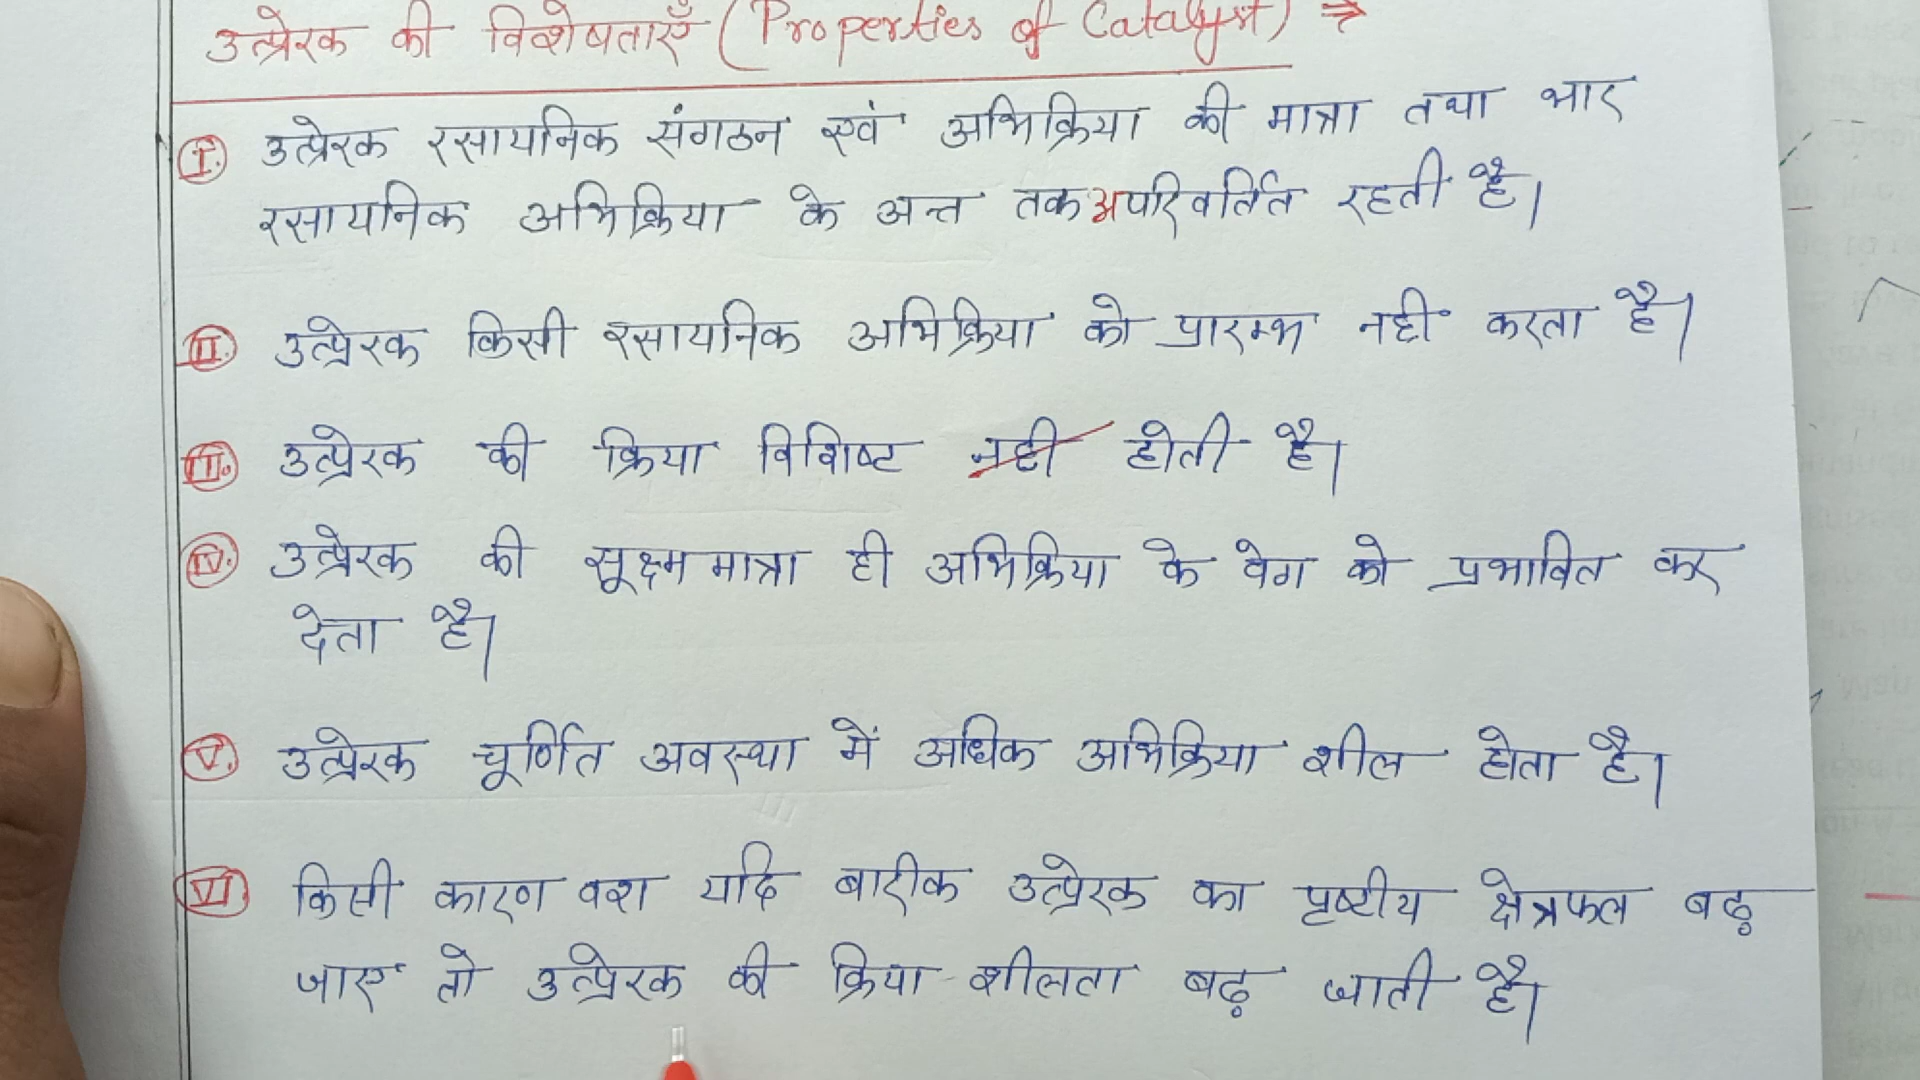 उत्प्रेरक की विशेषताएँ (Properties of Catalyst) ⇒
I. उत्प्रेरक रसायनिक संगठन एवं अभिक्रिया की मात्रा तथा भार
रसायनिक अभिक्रिया के अन्त तक अपरिवर्तित रहती है।
II. उत्प्रेरक किसी रसायनिक अभिक्रिया को प्रारम्भ नहीं करता है।
III. उत्प्रेरक की क्रिया विशिष्ट नही होती है।
IV. उत्प्रेरक की सूक्ष्म मात्रा ही अभिक्रिया के वेग को प्रभावित कर
देता है।
V. उत्प्रेरक चूर्णित अवस्था में अधिक अभिक्रिया शील होता है।
VI किसी कारण वश यदि बारीक उत्प्रेरक का पृष्टीय क्षेत्रफल बढ़
जाए तो उत्प्रेरक की क्रिया-शीलता बढ़ जाती है।